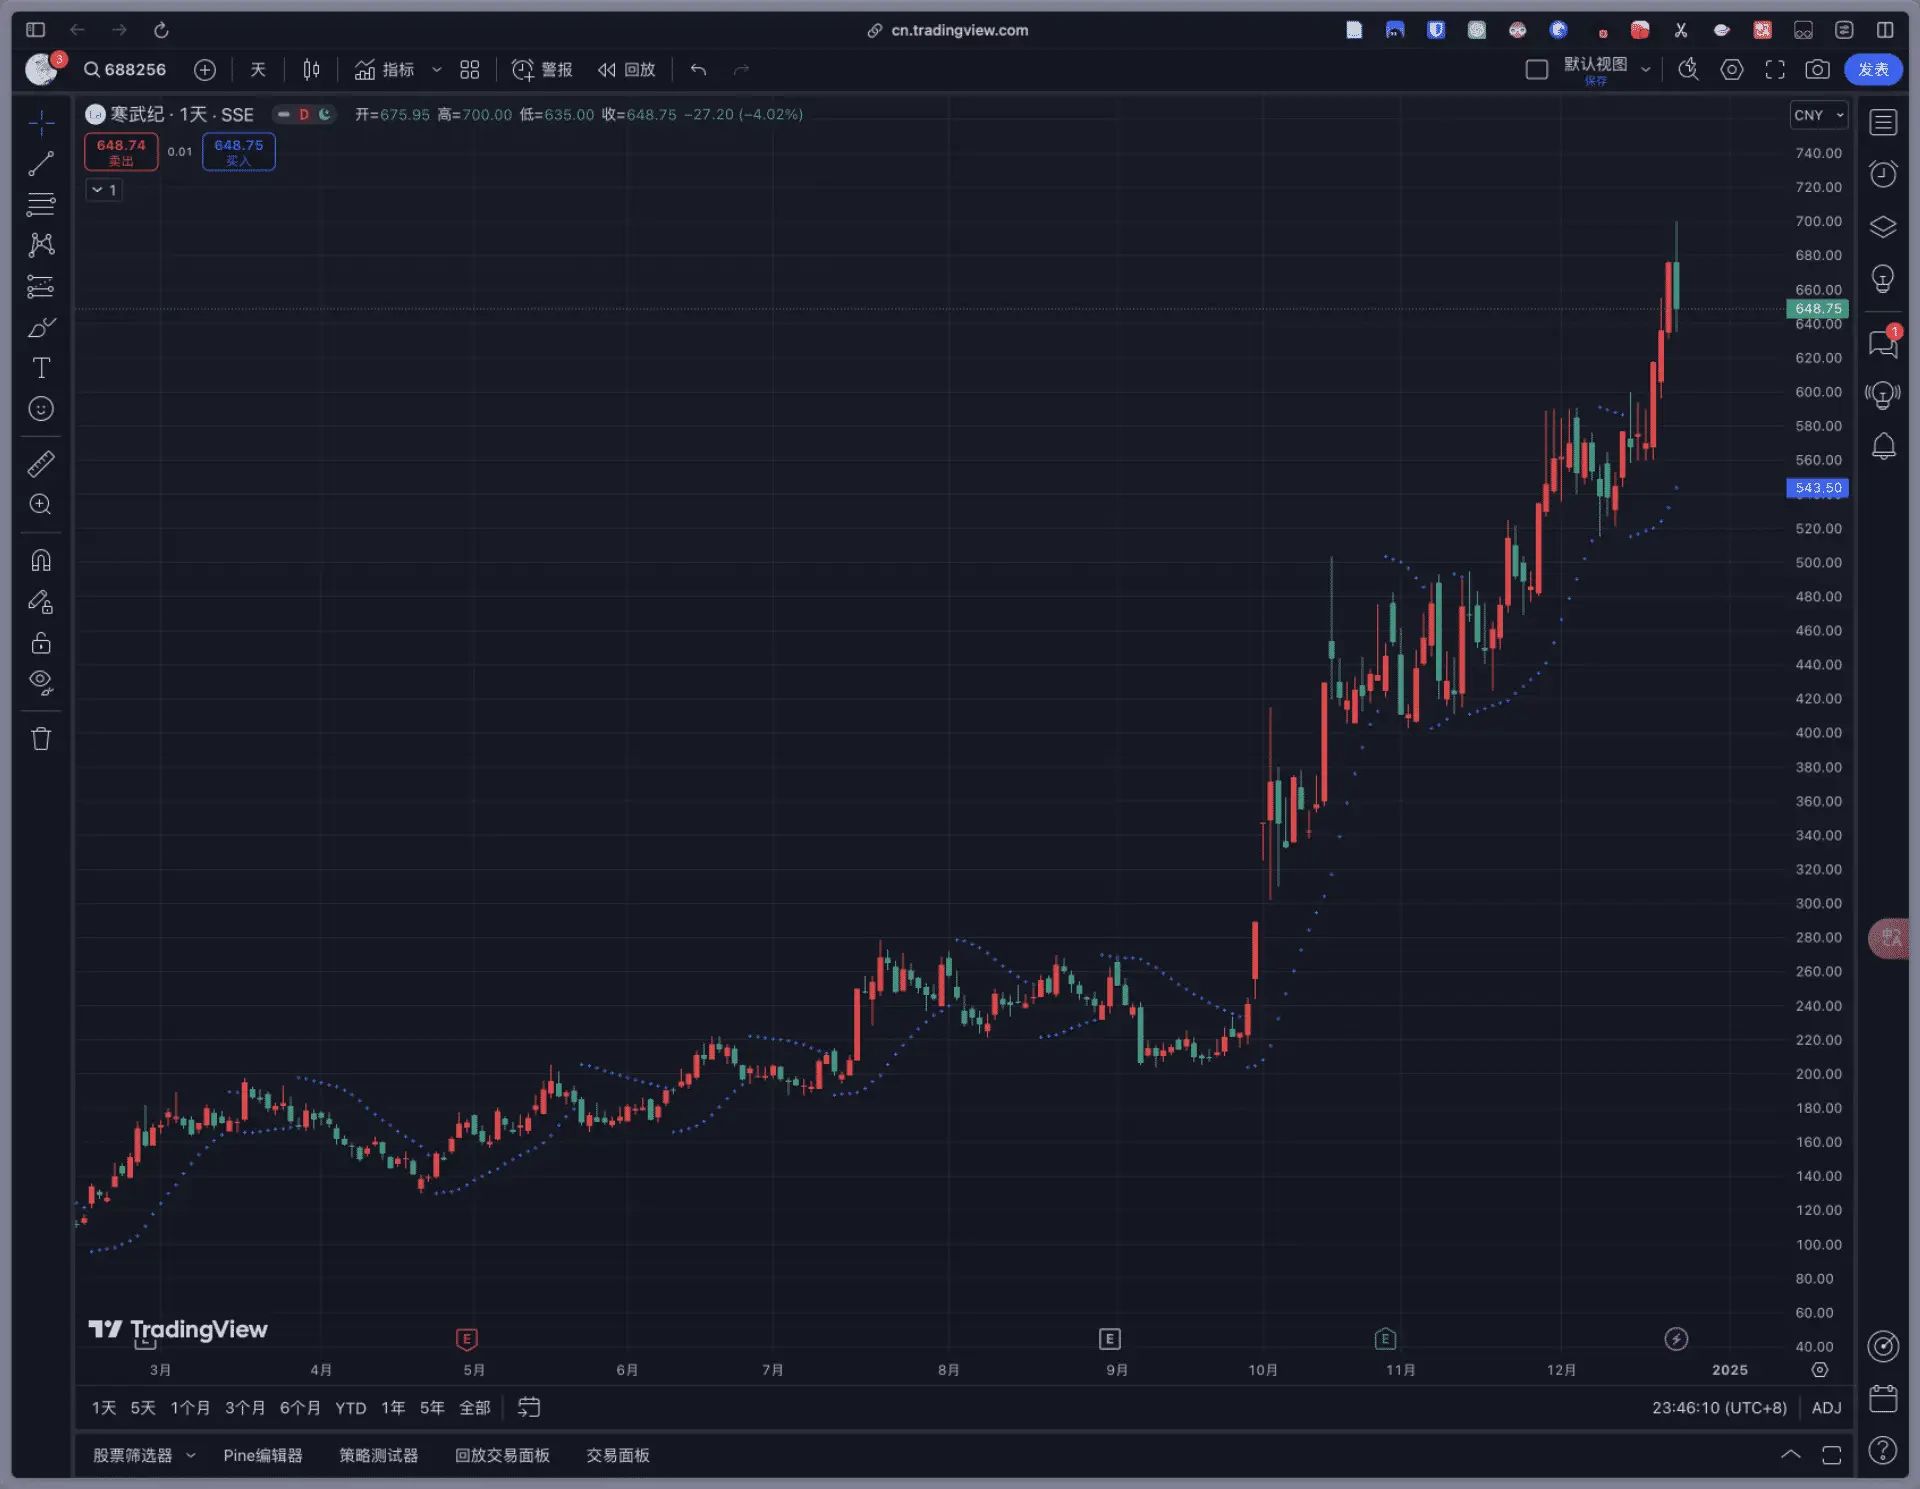 cn.tradingview.com
3
688256
天
指标
警报
回放
默认视图
保存
发表
寒武纪 · 1天 · SSE
D
开=675.95 高=700.00 低=635.00 收=648.75 −27.20 (−4.02%)
CNY
648.74
卖出
0.01
648.75
买入
1
740.00
720.00
700.00
680.00
660.00
648.75
640.00
620.00
600.00
580.00
560.00
543.50
520.00
500.00
480.00
460.00
440.00
420.00
400.00
380.00
360.00
340.00
320.00
300.00
280.00
260.00
240.00
220.00
200.00
180.00
160.00
140.00
120.00
100.00
80.00
60.00
40.00
1
TradingView
E
E
E
E
3月
4月
5月
6月
7月
8月
9月
10月
11月
12月
2025
1天
5天
1个月
3个月
6个月
YTD
1年
5年
全部
23:46:10 (UTC+8)
ADJ
股票筛选器
Pine编辑器
策略测试器
回放交易面板
交易面板